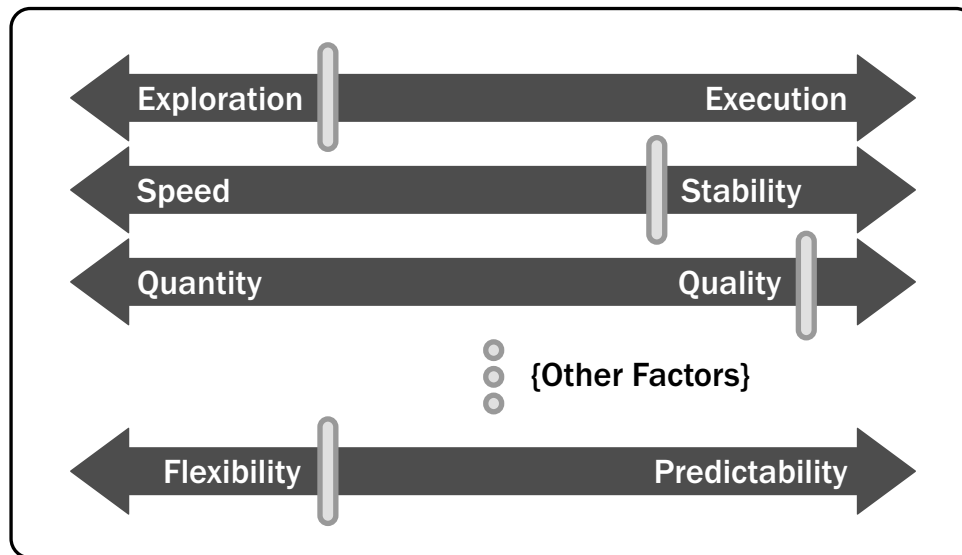 Exploration Execution
Speed Stability
Quantity Quality
{Other Factors}
Flexibility Predictability